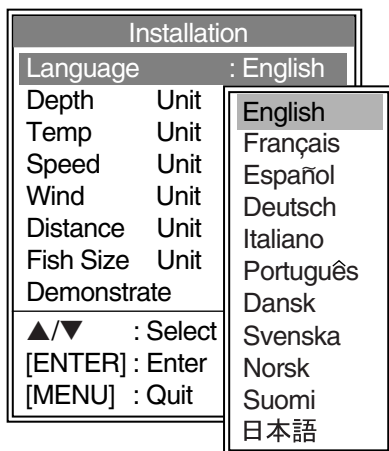 Installation
Language : English
Depth Unit
Temp Unit
Speed Unit
Wind Unit
Distance Unit
Fish Size Unit
Demonstrate
▲/▼ : Select
[ENTER] : Enter
[MENU] : Quit
English
Français
Español
Deutsch
Italiano
Português
Dansk
Svenska
Norsk
Suomi
日本語